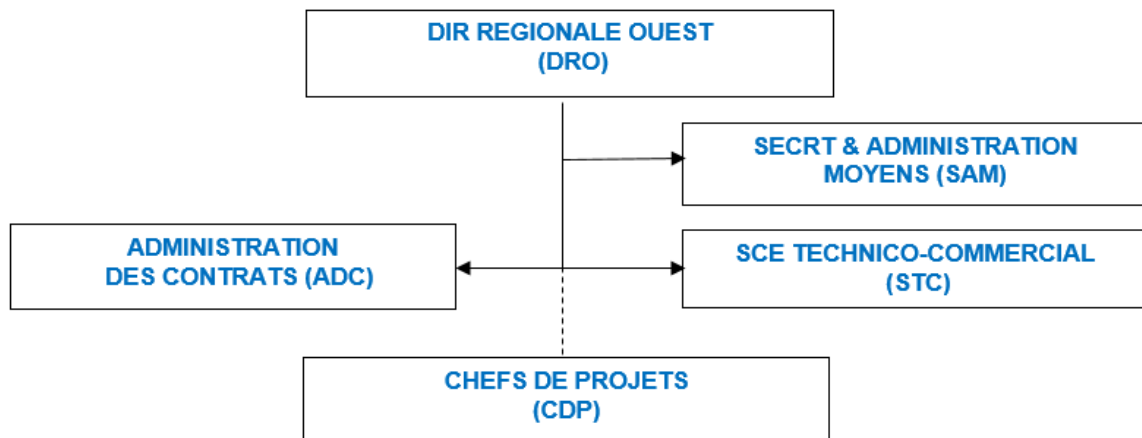 DIR REGIONALE OUEST
(DRO)
SECRT & ADMINISTRATION
MOYENS (SAM)
ADMINISTRATION
DES CONTRATS (ADC)
SCE TECHNICO-COMMERCIAL
(STC)
CHEFS DE PROJETS
(CDP)